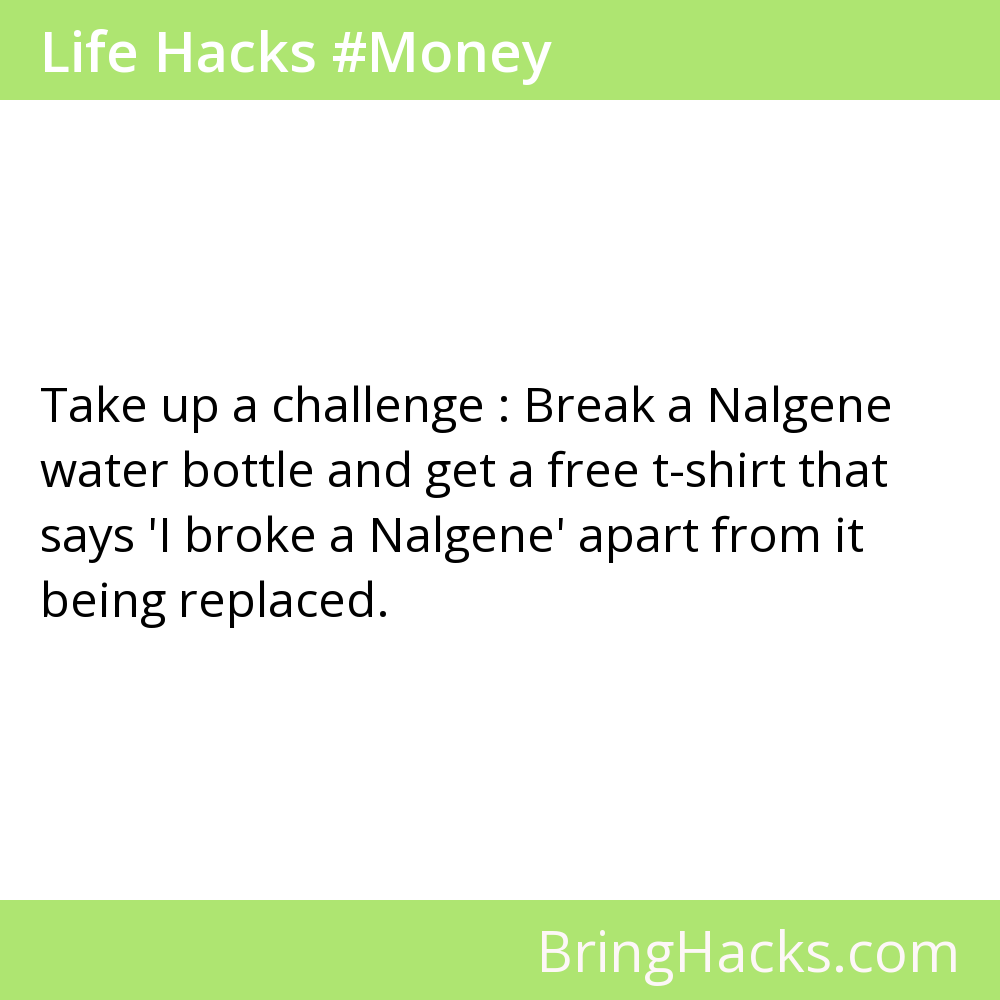 Life Hacks #Money
Take up a challenge : Break a Nalgene
water bottle and get a free t-shirt that
says 'I broke a Nalgene' apart from it
being replaced.
BringHacks.com